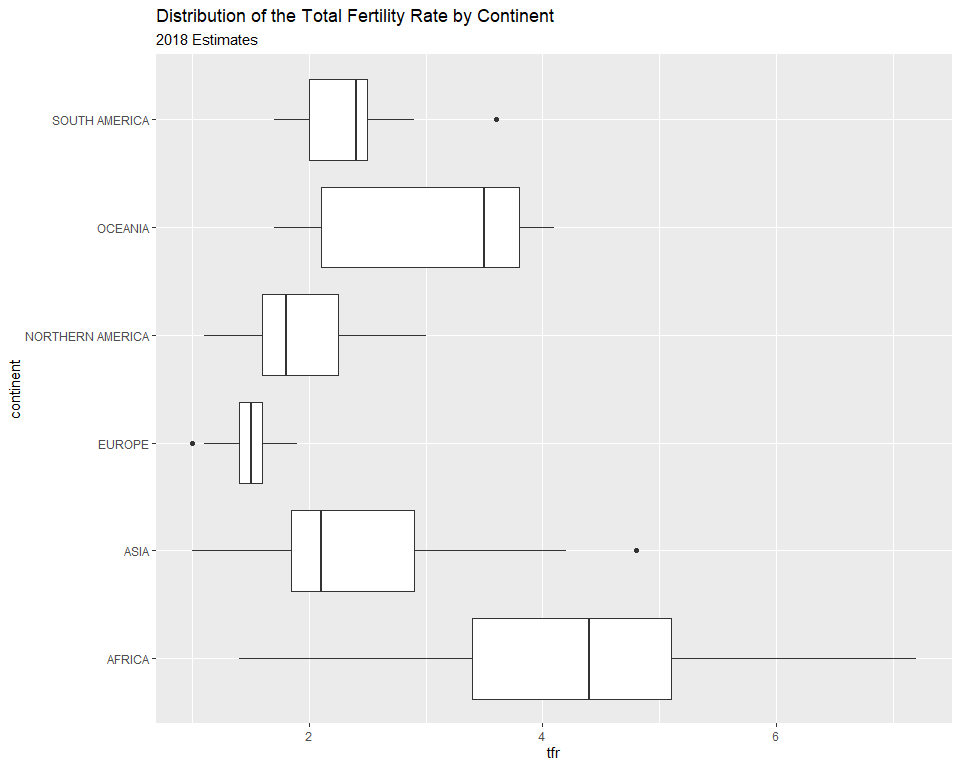 Distribution of the Total Fertility Rate by Continent
2018 Estimates
SOUTH AMERICA
OCEANIA
NORTHERN AMERICA
EUROPE
ASIA
AFRICA
continent
2 4 6
tfr